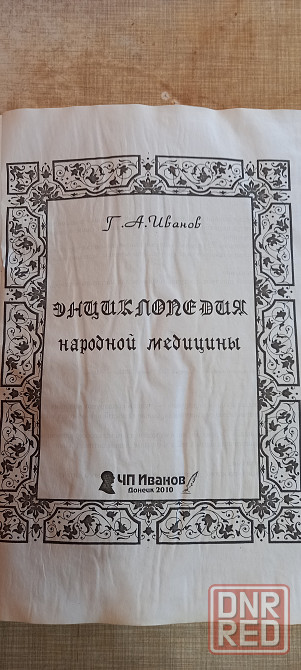 Г.А.Иванов
ЭНЦИКЛОПЕДИЯ
народной медицины
ЧП Иванов
Донецк 2010
DNR
RED